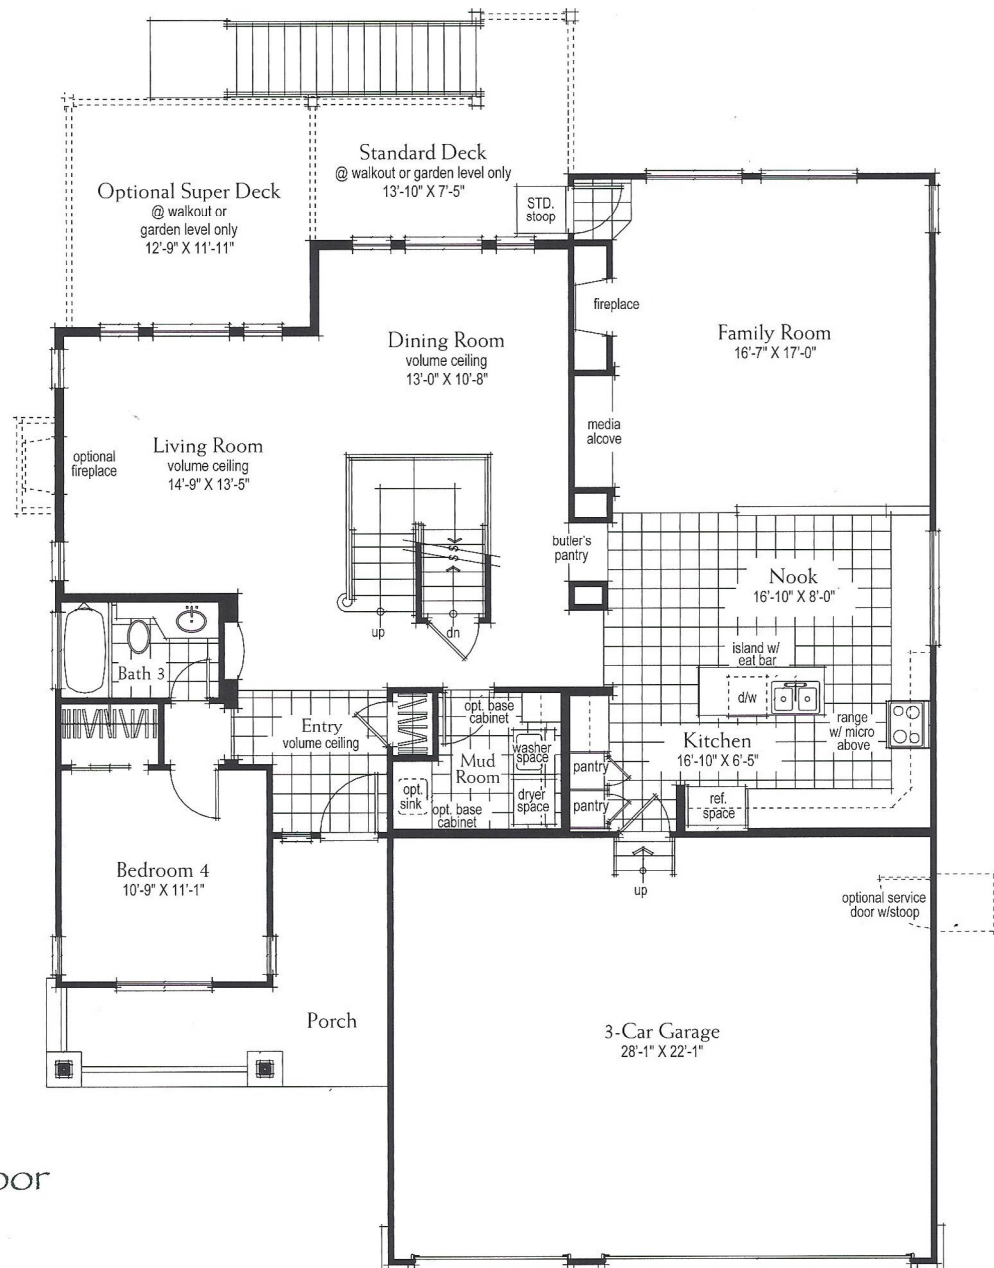 Standard Deck
@ walkout or garden level only
13'-10" X 7'-5"
Optional Super Deck
@ walkout or
garden level only
12'-9" X 11'-11"
STD.
stoop
fireplace
Family Room
16'-7" X 17'-0"
Dining Room
volume ceiling
13'-0" X 10'-8"
media
alcove
Living Room
volume ceiling
14'-9" X 13'-5"
optional
fireplace
butler's
pantry
Nook
16'-10" X 8'-0"
up
dn
island w/
eat bar
d/w
Bath 3
range
w/ micro
above
Kitchen
16'-10" X 6'-5"
Entry
volume ceiling
opt. base
cabinet
washer
space
Mud
Room
pantry
pantry
opt.
sink
opt. base
cabinet
dryer
space
ref.
space
Bedroom 4
10'-9" X 11'-1"
up
optional service
door w/stoop
Porch
3-Car Garage
28'-1" X 22'-1"
oor